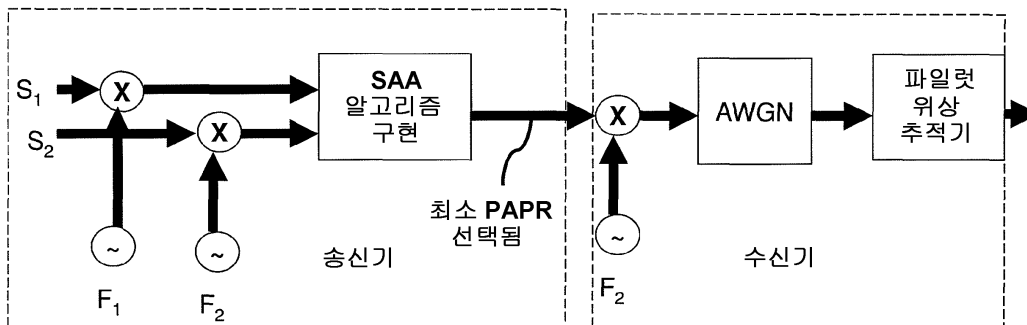 S1
S2
X
X
SAA
알고리즘
구현
최소 PAPR
선택됨
~
~
F1
F2
송신기
X
AWGN
파일럿
위상
추적기
~
F2
수신기